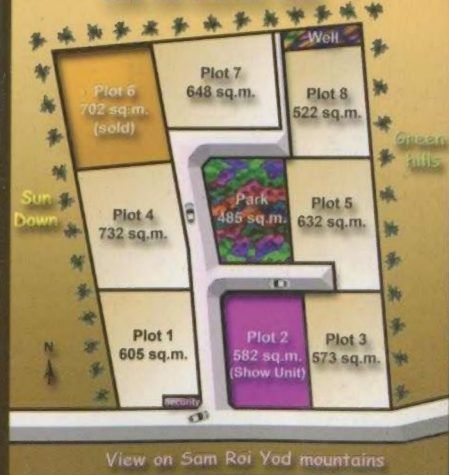 Well
Plot 7
648 sq.m.
Plot 6
702 sq.m.
(sold)
Plot 8
522 sq.m.
Green
hills
Park
485 sq.m.
Plot 5
632 sq.m.
Sun
Down
Plot 4
732 sq.m.
Plot 1
605 sq.m.
Plot 2
582 sq.m.
(Show Unit)
Plot 3
573 sq.m.
N
security
View on Sam Roi Yod mountains